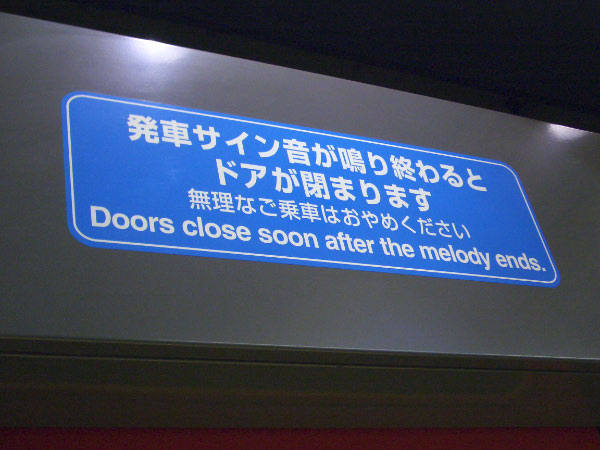 発車サイン音が鳴り終わると
ドアが閉まります
無理なご乗車はおやめください
Doors close soon after the melody ends.